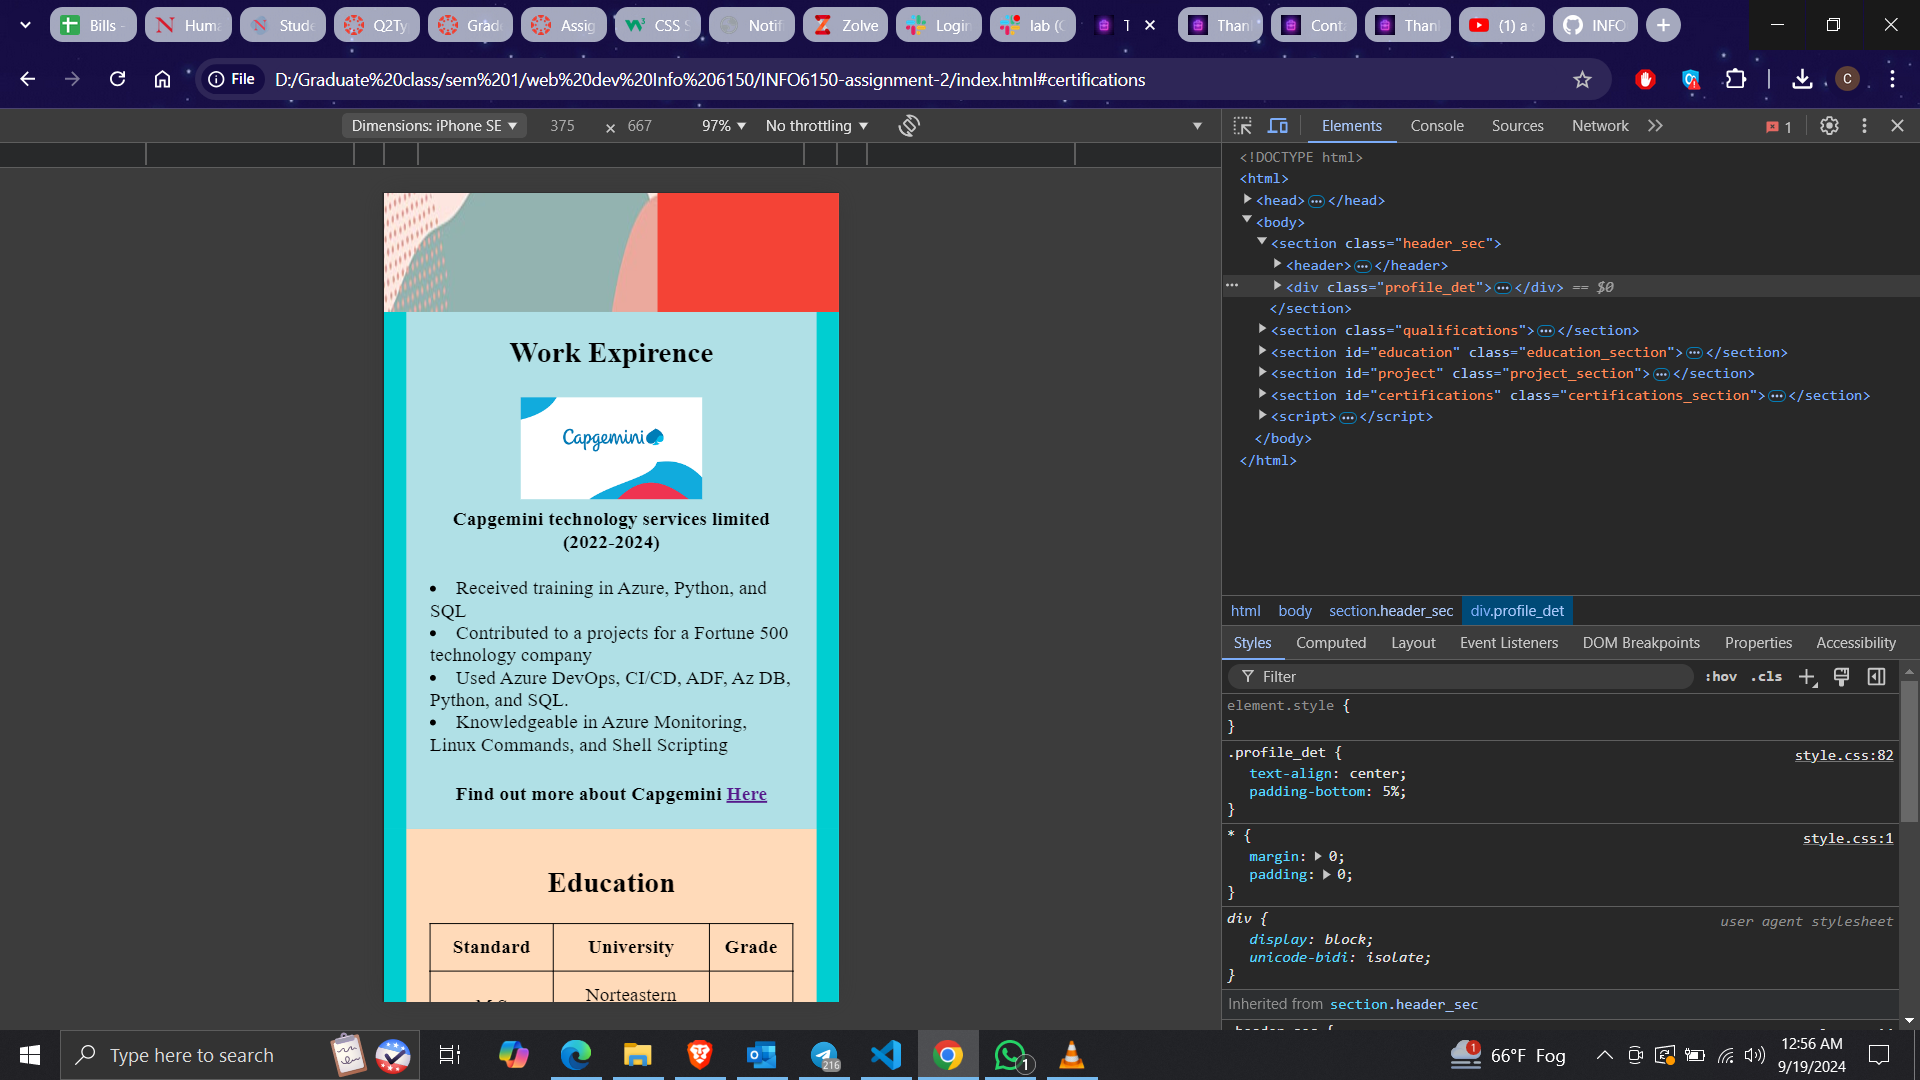 Bills -
Huma
Stude
Q2Ty
Grad
Assig
CSS S
Notif
Zolve
Login
lab (C
T
Than
Conta
Than
(1) a
INFO
File
D:/Graduate%20class/sem%201/web%20dev%20Info%206150/INFO6150-assignment-2/index.html#certifications
C
Dimensions: iPhone SE ▼ 375 × 667 97% ▼ No throttling ▼
Elements Console Sources Network 1
<!DOCTYPE html>
<html>
<head>…</head>
<body>
<section class="header_sec">
<header>…</header>
<div class="profile_det">…</div> == $0
</section>
<section class="qualifications">…</section>
<section id="education" class="education_section">…</section>
<section id="project" class="project_section">…</section>
<section id="certifications" class="certifications_section">…</section>
<script>…</script>
</body>
</html>
Work Expirence
Capgemini
Capgemini technology services limited
(2022-2024)
• Received training in Azure, Python, and
SQL
• Contributed to a projects for a Fortune 500
technology company
• Used Azure DevOps, CI/CD, ADF, Az DB,
Python, and SQL.
• Knowledgeable in Azure Monitoring,
Linux Commands, and Shell Scripting
Find out more about Capgemini Here
Education
Standard University Grade
Norteastern
html body section.header_sec div.profile_det
Styles Computed Layout Event Listeners DOM Breakpoints Properties Accessibility
Filter :hov .cls
element.style {
}
.profile_det { style.css:82
text-align: center;
padding-bottom: 5%;
}
* { style.css:1
margin: 0;
padding: 0;
}
div { user agent stylesheet
display: block;
unicode-bidi: isolate;
}
Inherited from section.header_sec
Type here to search
216
1
1
66°F Fog
12:56 AM
9/19/2024